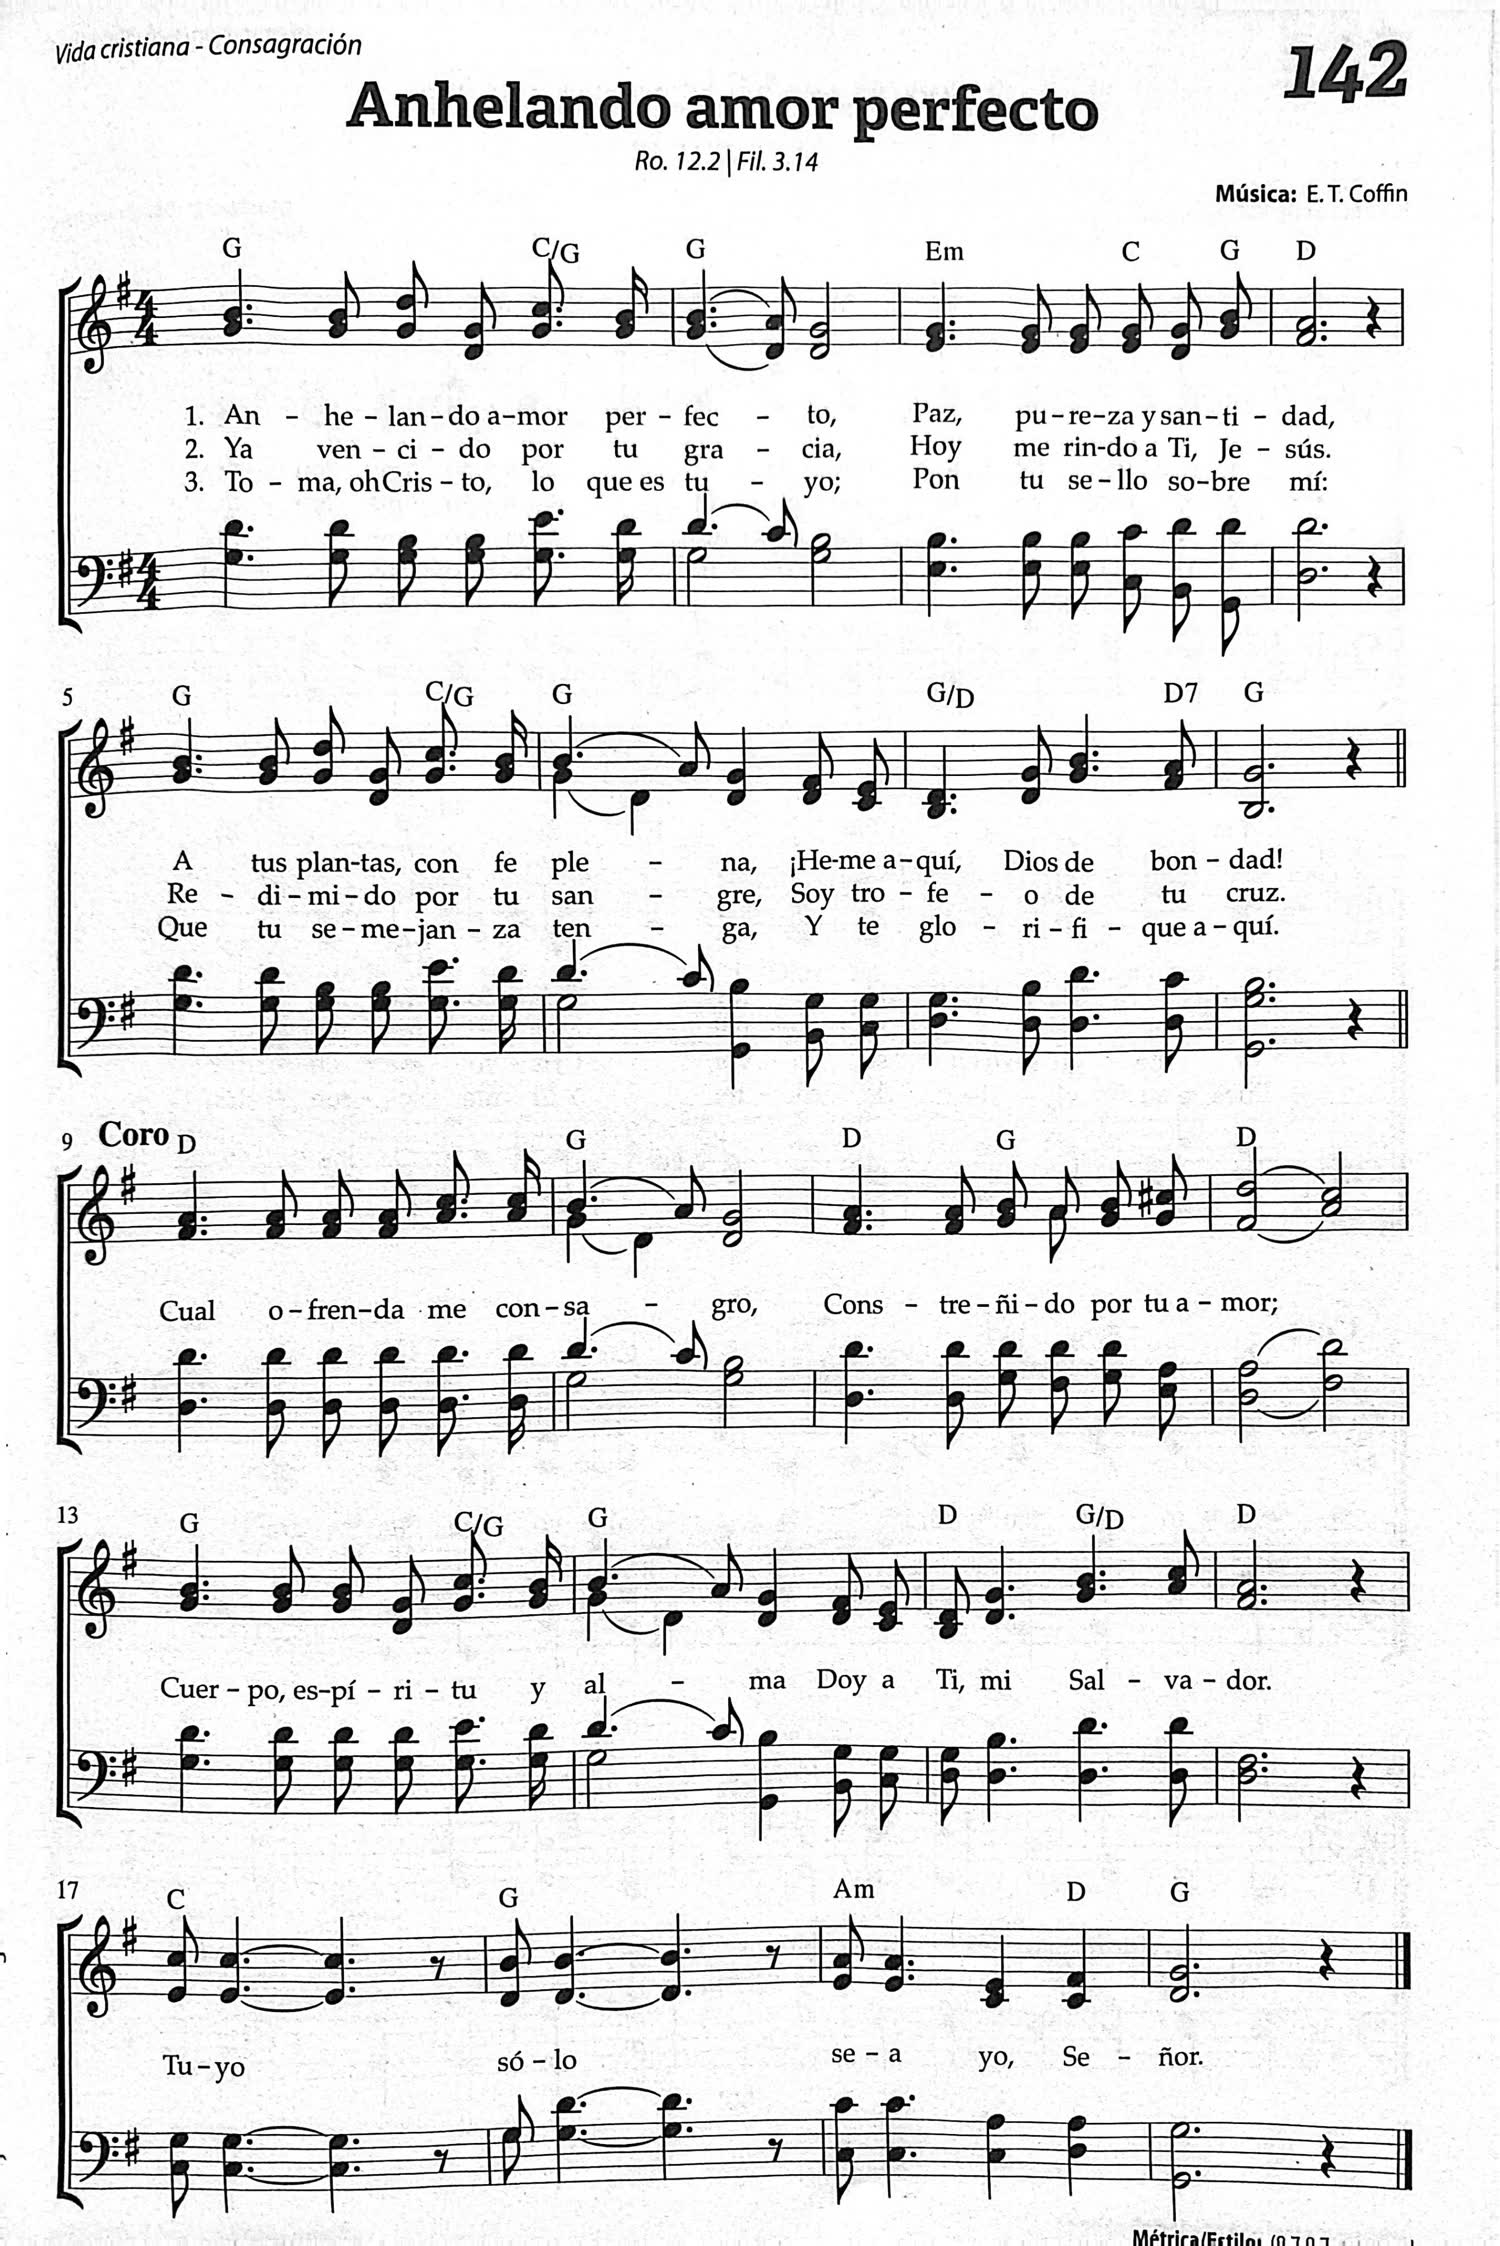 Vida cristiana - Consagración
142
Anhelando amor perfecto
Ro. 12.2 | Fil. 3.14
Música: E. T. Coffin
G C/G G Em C G D
1. An - he - lan - do a - mor per - fec - to, Paz, pu - re - za y san - ti - dad,
2. Ya ven - ci - do por tu gra - cia, Hoy me rin - do a Ti, Je - sús.
3. To - ma, oh Cris - to, lo que es tu - yo; Pon tu se - llo so - bre mí:
5 G C/G G G/D D7 G
A tus plan - tas, con fe ple - na, ¡He - me a - quí, Dios de bon - dad!
Re - di - mi - do por tu san - gre, Soy tro - fe - o de tu cruz.
Que tu se - me - jan - za ten - ga, Y te glo - ri - fi - que a - quí.
9 Coro D G D G D
Cual o - fren - da me con - sa - gro, Cons - tre - ñi - do por tu a - mor;
13 G C/G G D G/D D
Cuer - po, es - pí - ri - tu y al - ma Doy a Ti, mi Sal - va - dor.
17 C G Am D G
Tu - yo só - lo se - a yo, Se - ñor.
Métrica/Estilo: (8.7.8.7